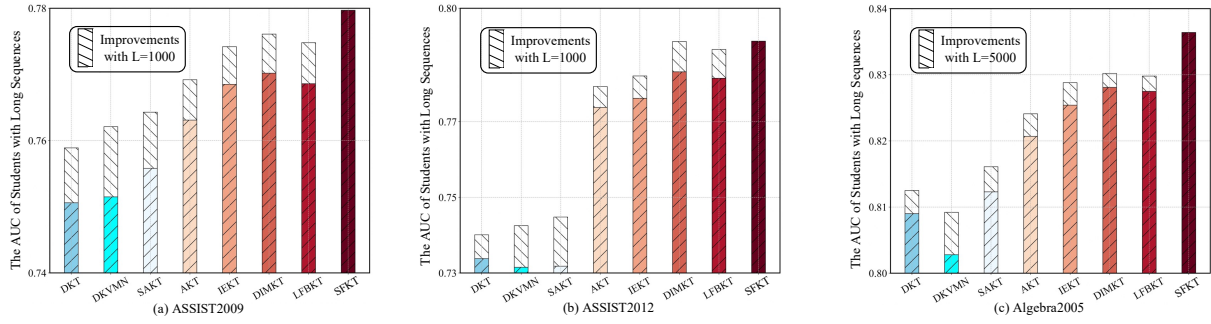 The AUC of Students with Long Sequences
0.78
0.76
0.74
Improvements
with L=1000
DKT
DKVMN
SAKT
AKT
IEKT
DIMKT
LFBKT
SFKT
(a) ASSIST2009
The AUC of Students with Long Sequences
0.80
0.77
0.75
0.73
Improvements
with L=1000
DKT
DKVMN
SAKT
AKT
IEKT
DIMKT
LFBKT
SFKT
(b) ASSIST2012
The AUC of Students with Long Sequences
0.84
0.83
0.82
0.81
0.80
Improvements
with L=5000
DKT
DKVMN
SAKT
AKT
IEKT
DIMKT
LFBKT
SFKT
(c) Algebra2005